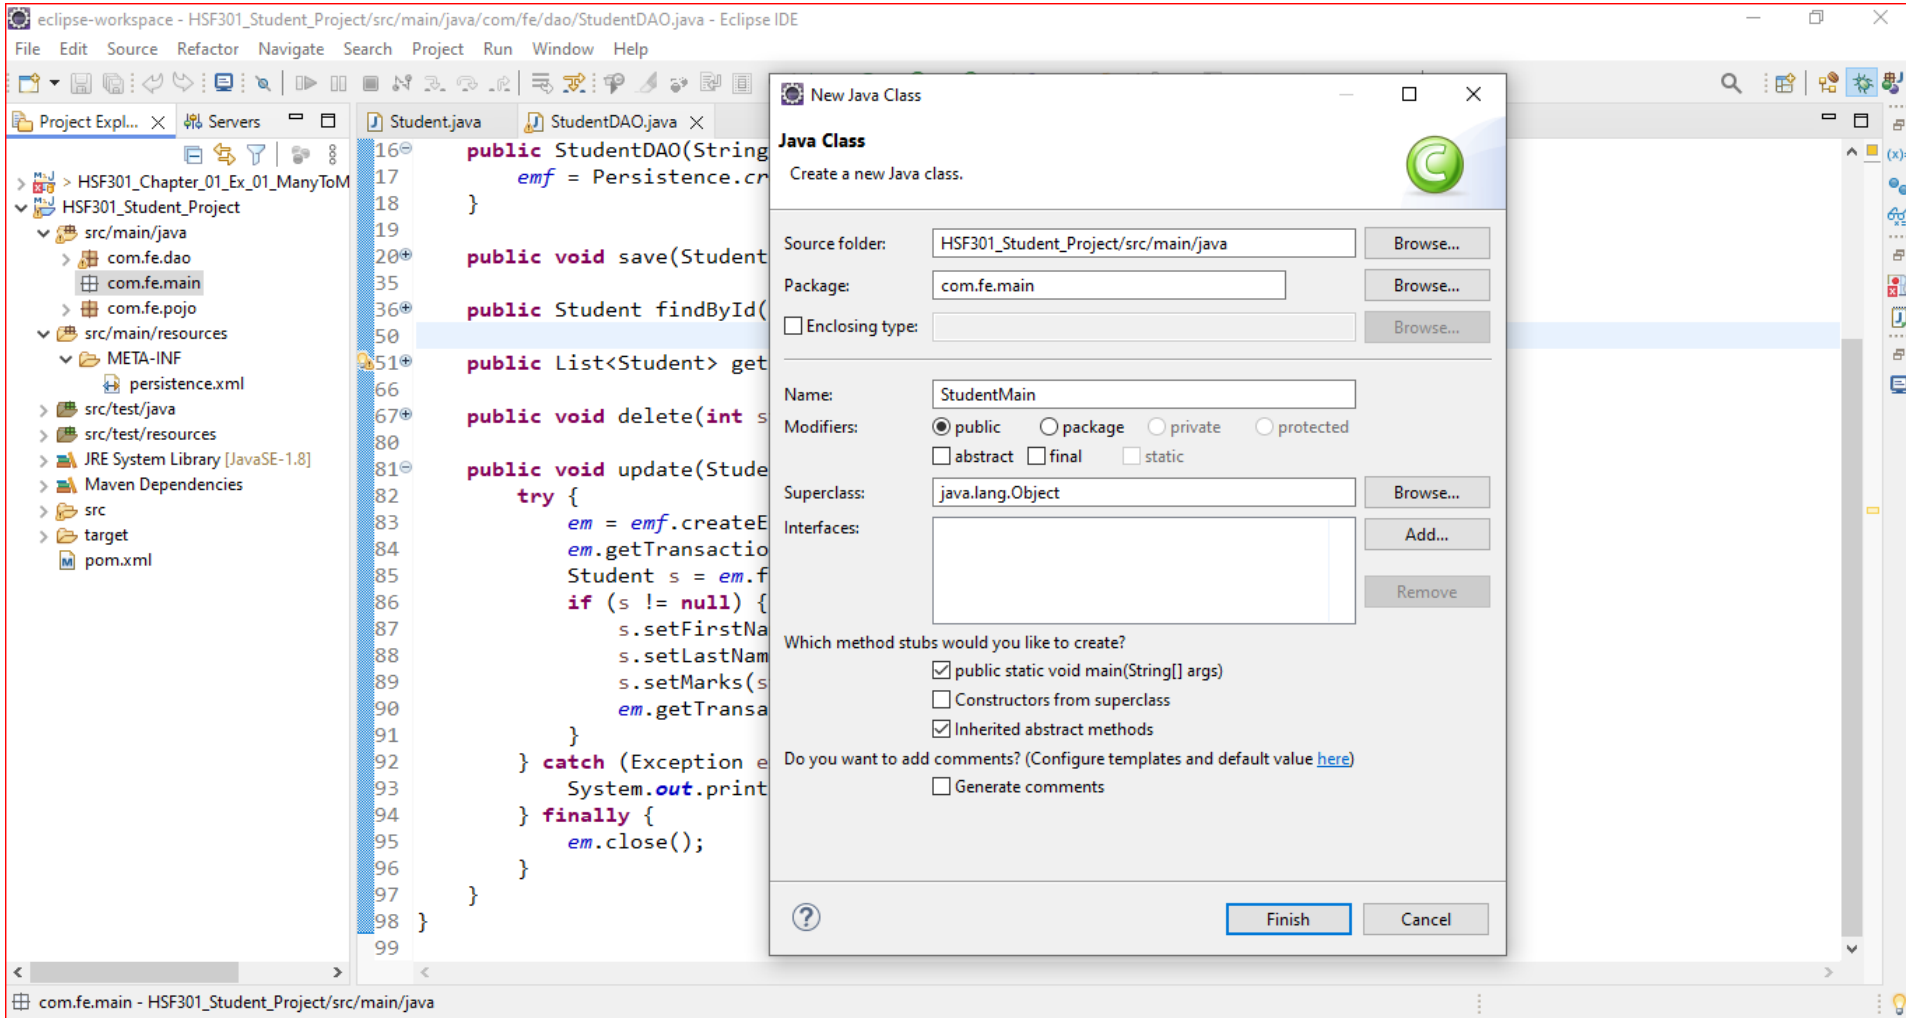 eclipse-workspace - HSF301_Student_Project/src/main/java/com/fe/dao/StudentDAO.java - Eclipse IDE
File Edit Source Refactor Navigate Search Project Run Window Help
Project Expl... Servers
> HSF301_Chapter_01_Ex_01_ManyToM
HSF301_Student_Project
src/main/java
com.fe.dao
com.fe.main
com.fe.pojo
src/main/resources
META-INF
persistence.xml
src/test/java
src/test/resources
JRE System Library [JavaSE-1.8]
Maven Dependencies
src
target
pom.xml
Student.java StudentDAO.java
16 public StudentDAO(String
17 emf = Persistence.cr
18 }
19
20 public void save(Student
35
36 public Student findById(
50
51 public List<Student> get
66
67 public void delete(int s
80
81 public void update(Stude
82 try {
83 em = emf.createE
84 em.getTransactio
85 Student s = em.f
86 if (s != null) {
87 s.setFirstNa
88 s.setLastNam
89 s.setMarks(s
90 em.getTransa
91 }
92 } catch (Exception e
93 System.out.print
94 } finally {
95 em.close();
96 }
97 }
98 }
99
New Java Class
Java Class
Create a new Java class.
Source folder: HSF301_Student_Project/src/main/java Browse...
Package: com.fe.main Browse...
Enclosing type: Browse...
Name: StudentMain
Modifiers: public package private protected
abstract final static
Superclass: java.lang.Object Browse...
Interfaces: Add...
Remove
Which method stubs would you like to create?
public static void main(String[] args)
Constructors from superclass
Inherited abstract methods
Do you want to add comments? (Configure templates and default value here)
Generate comments
Finish Cancel
com.fe.main - HSF301_Student_Project/src/main/java